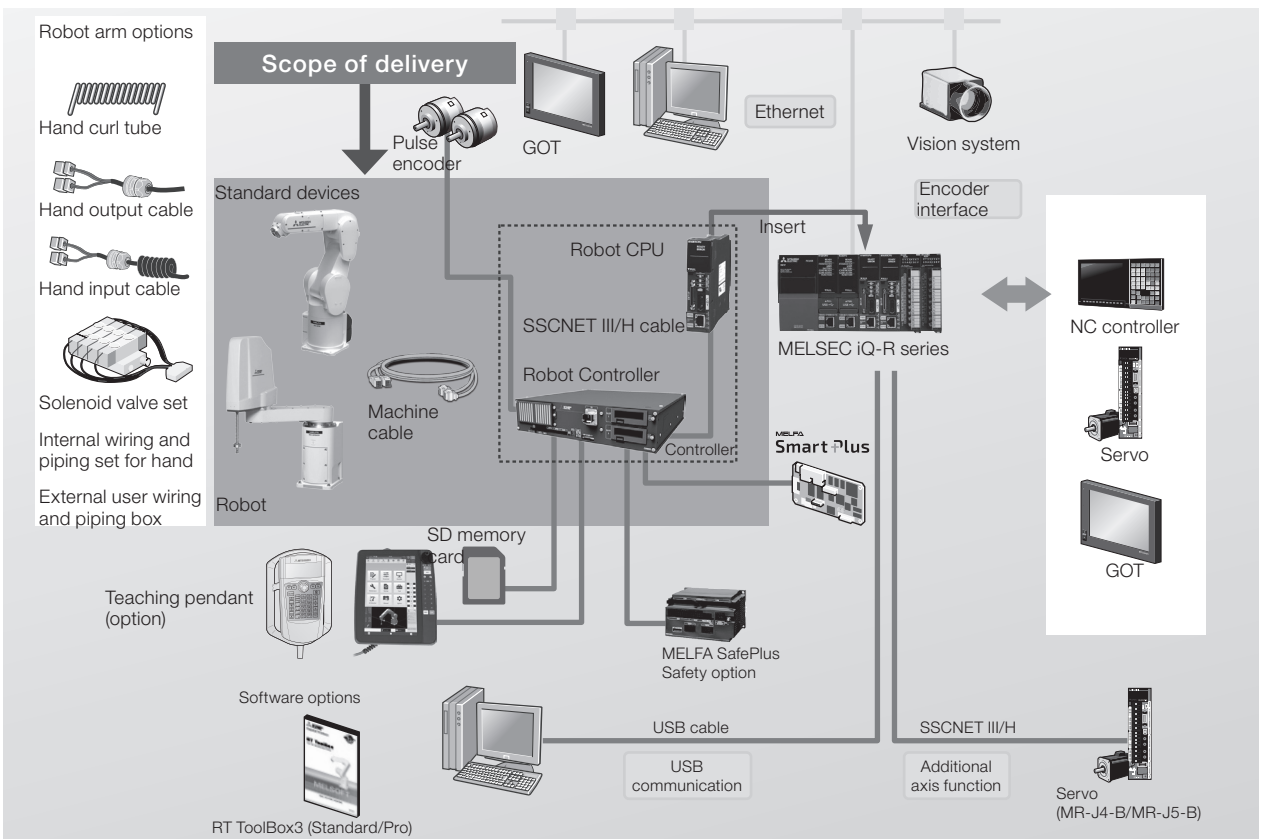 Robot arm options
Hand curl tube
Hand output cable
Hand input cable
Solenoid valve set
Internal wiring and
piping set for hand
External user wiring
and piping box
Scope of delivery
Pulse
encoder
GOT
Ethernet
Vision system
Encoder
interface
Standard devices
Robot CPU
Insert
SSCNET III/H cable
MELSEC iQ-R series
Robot Controller
Machine
cable
Controller
Robot
MELFA
Smart Plus
NC controller
Servo
GOT
SD memory
card
Teaching pendant
(option)
MELFA SafePlus
Safety option
Software options
RT ToolBox
MELSOFT
RT ToolBox3 (Standard/Pro)
USB cable
USB
communication
SSCNET III/H
Additional
axis function
Servo
(MR-J4-B/MR-J5-B)